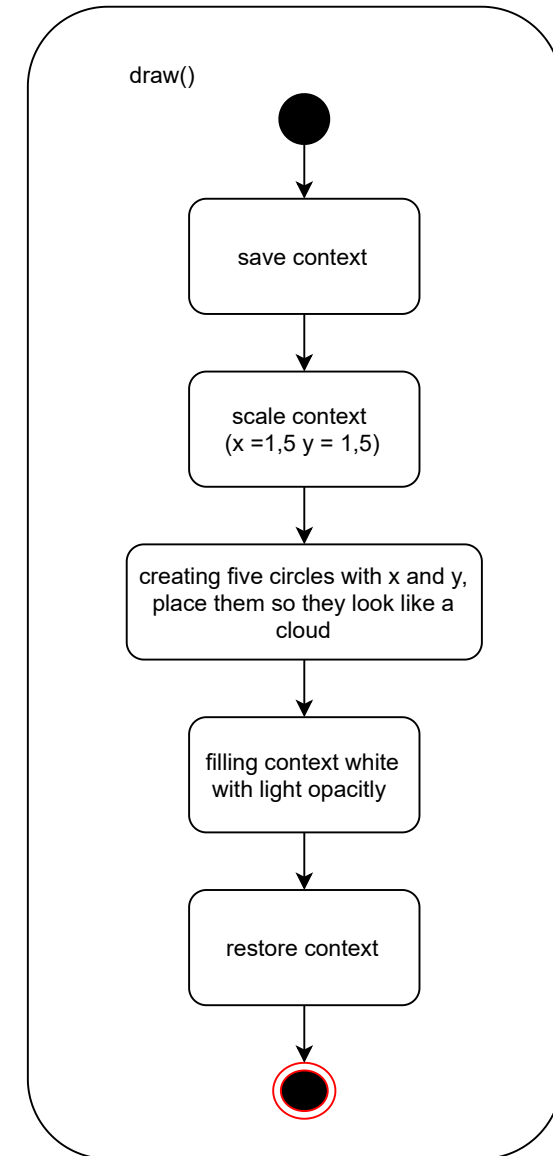 draw()
save context
scale context
(x =1,5 y = 1,5)
creating five circles with x and y,
place them so they look like a
cloud
filling context white
with light opacitly
restore context